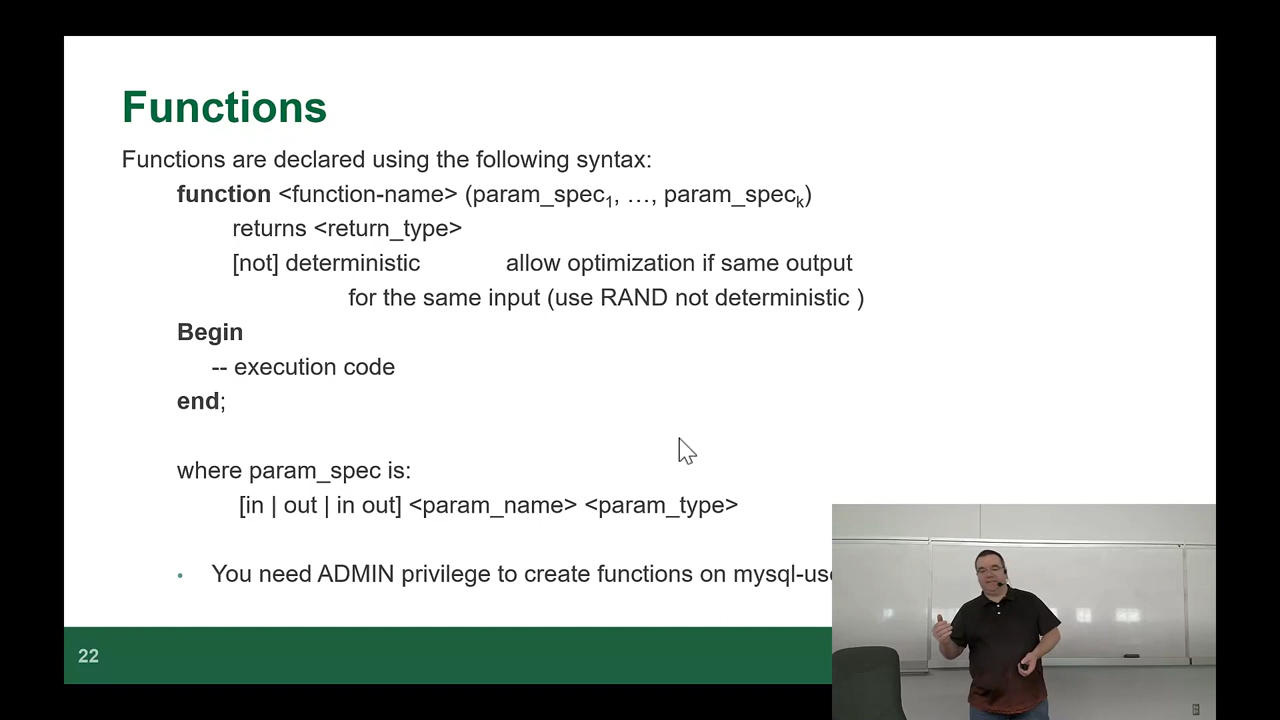 Functions
Functions are declared using the following syntax:
function <function-name> (param_spec1, …, param_speck)
returns <return_type>
[not] deterministic allow optimization if same output
for the same input (use RAND not deterministic )
Begin
-- execution code
end;
where param_spec is:
[in | out | in out] <param_name> <param_type>
• You need ADMIN privilege to create functions on
22